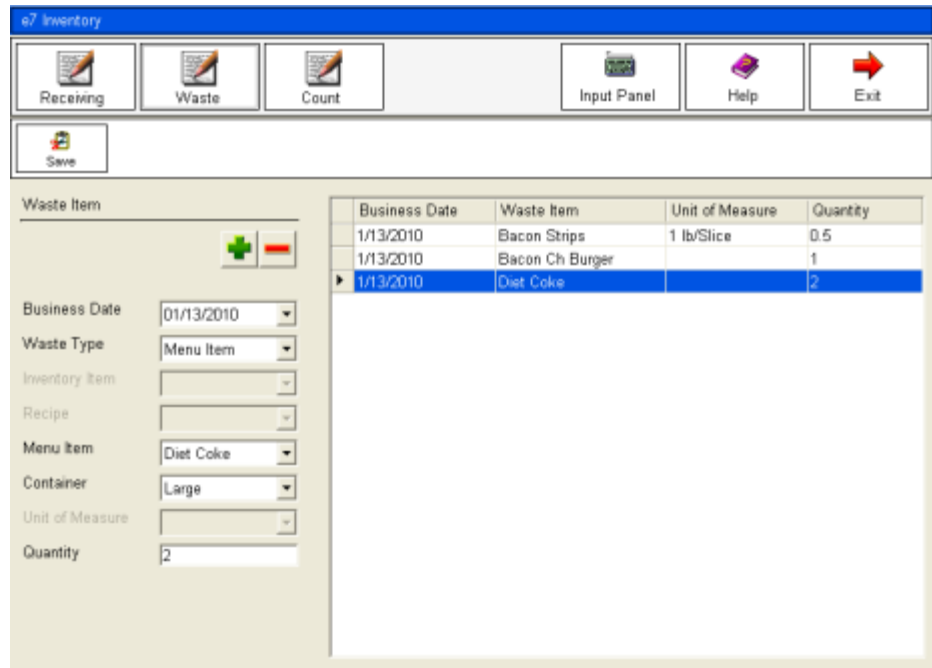 e7 Inventory
Receiving Waste Count Input Panel Help Exit
Save
Waste Item
Business Date 01/13/2010
Waste Type Menu Item
Inventory Item
Recipe
Menu Item Diet Coke
Container Large
Unit of Measure
Quantity 2
Business Date Waste Item Unit of Measure Quantity
1/13/2010 Bacon Strips 1 lb/Slice 0.5
1/13/2010 Bacon Ch Burger 1
1/13/2010 Diet Coke 2